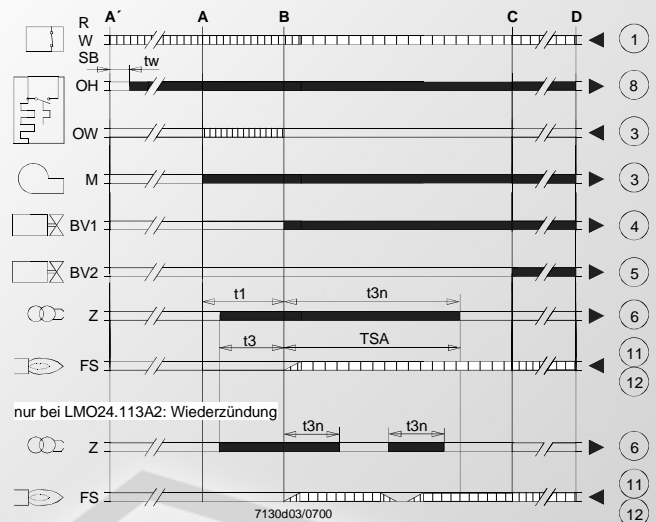 R A´ A B C D
W 1
SB tw
OH 8
OW 3
M 3
BV1 4
BV2 5
t1 t3n
Z 6
t3 TSA
FS 11
12
nur bei LMO24.113A2: Wiederzündung
t3n t3n
Z 6
FS 11
7130d03/0700 12